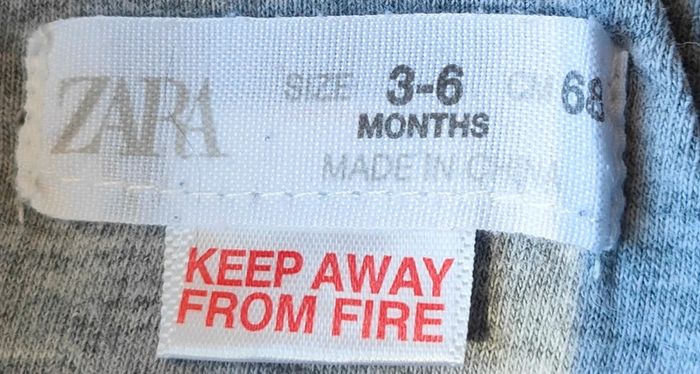 ZARA SIZE 3-6 CM 68
MONTHS
MADE IN CHINA
KEEP AWAY
FROM FIRE